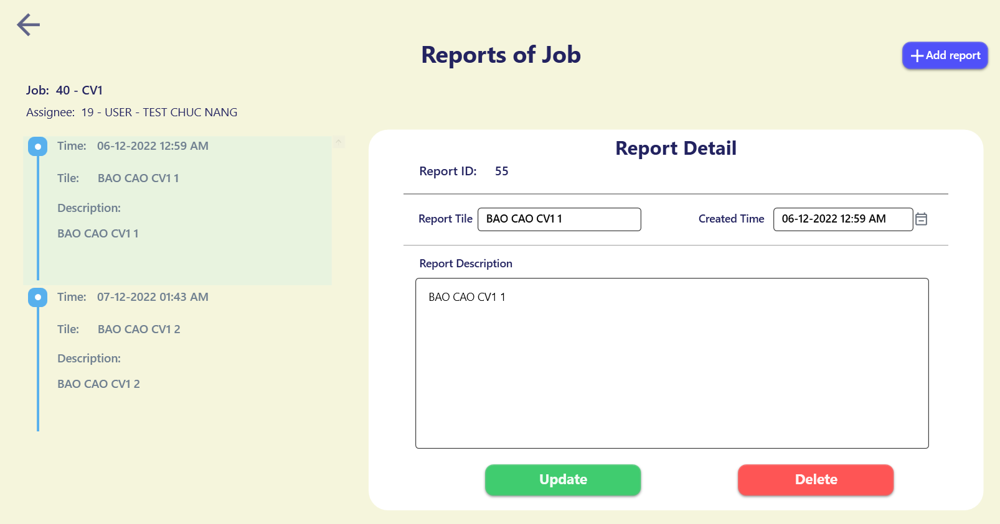 Reports of Job
Add report
Job: 40 - CV1
Assignee: 19 - USER - TEST CHUC NANG
Time: 06-12-2022 12:59 AM
Tile: BAO CAO CV1 1
Description:
BAO CAO CV1 1
Time: 07-12-2022 01:43 AM
Tile: BAO CAO CV1 2
Description:
BAO CAO CV1 2
Report Detail
Report ID: 55
Report Tile BAO CAO CV1 1 Created Time 06-12-2022 12:59 AM
Report Description
BAO CAO CV1 1
Update Delete